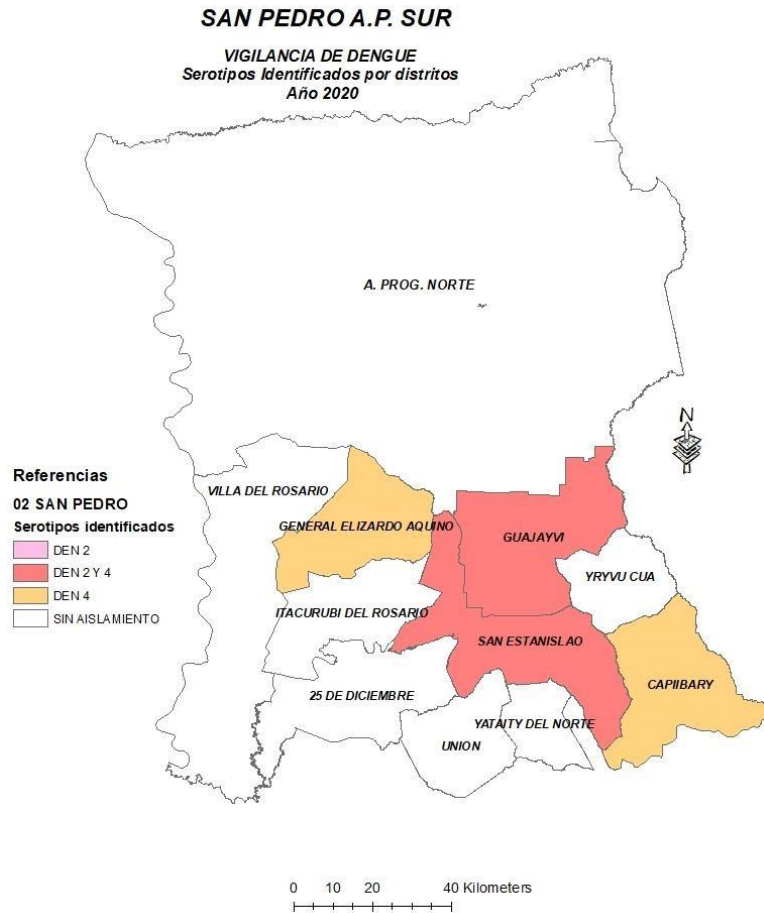 SAN PEDRO A.P. SUR
VIGILANCIA DE DENGUE
Serotipos Identificados por distritos
Año 2020
A. PROG. NORTE
N
VILLA DEL ROSARIO
GENERAL ELIZARDO AQUINO
GUAJAYVI
YRYVU CUA
ITACURUBI DEL ROSARIO
SAN ESTANISLAO
CAPIIBARY
25 DE DICIEMBRE
YATAITY DEL NORTE
UNION
Referencias
02 SAN PEDRO
Serotipos identificados
DEN 2
DEN 2 Y 4
DEN 4
SIN AISLAMIENTO
0 10 20 40 Kilometers